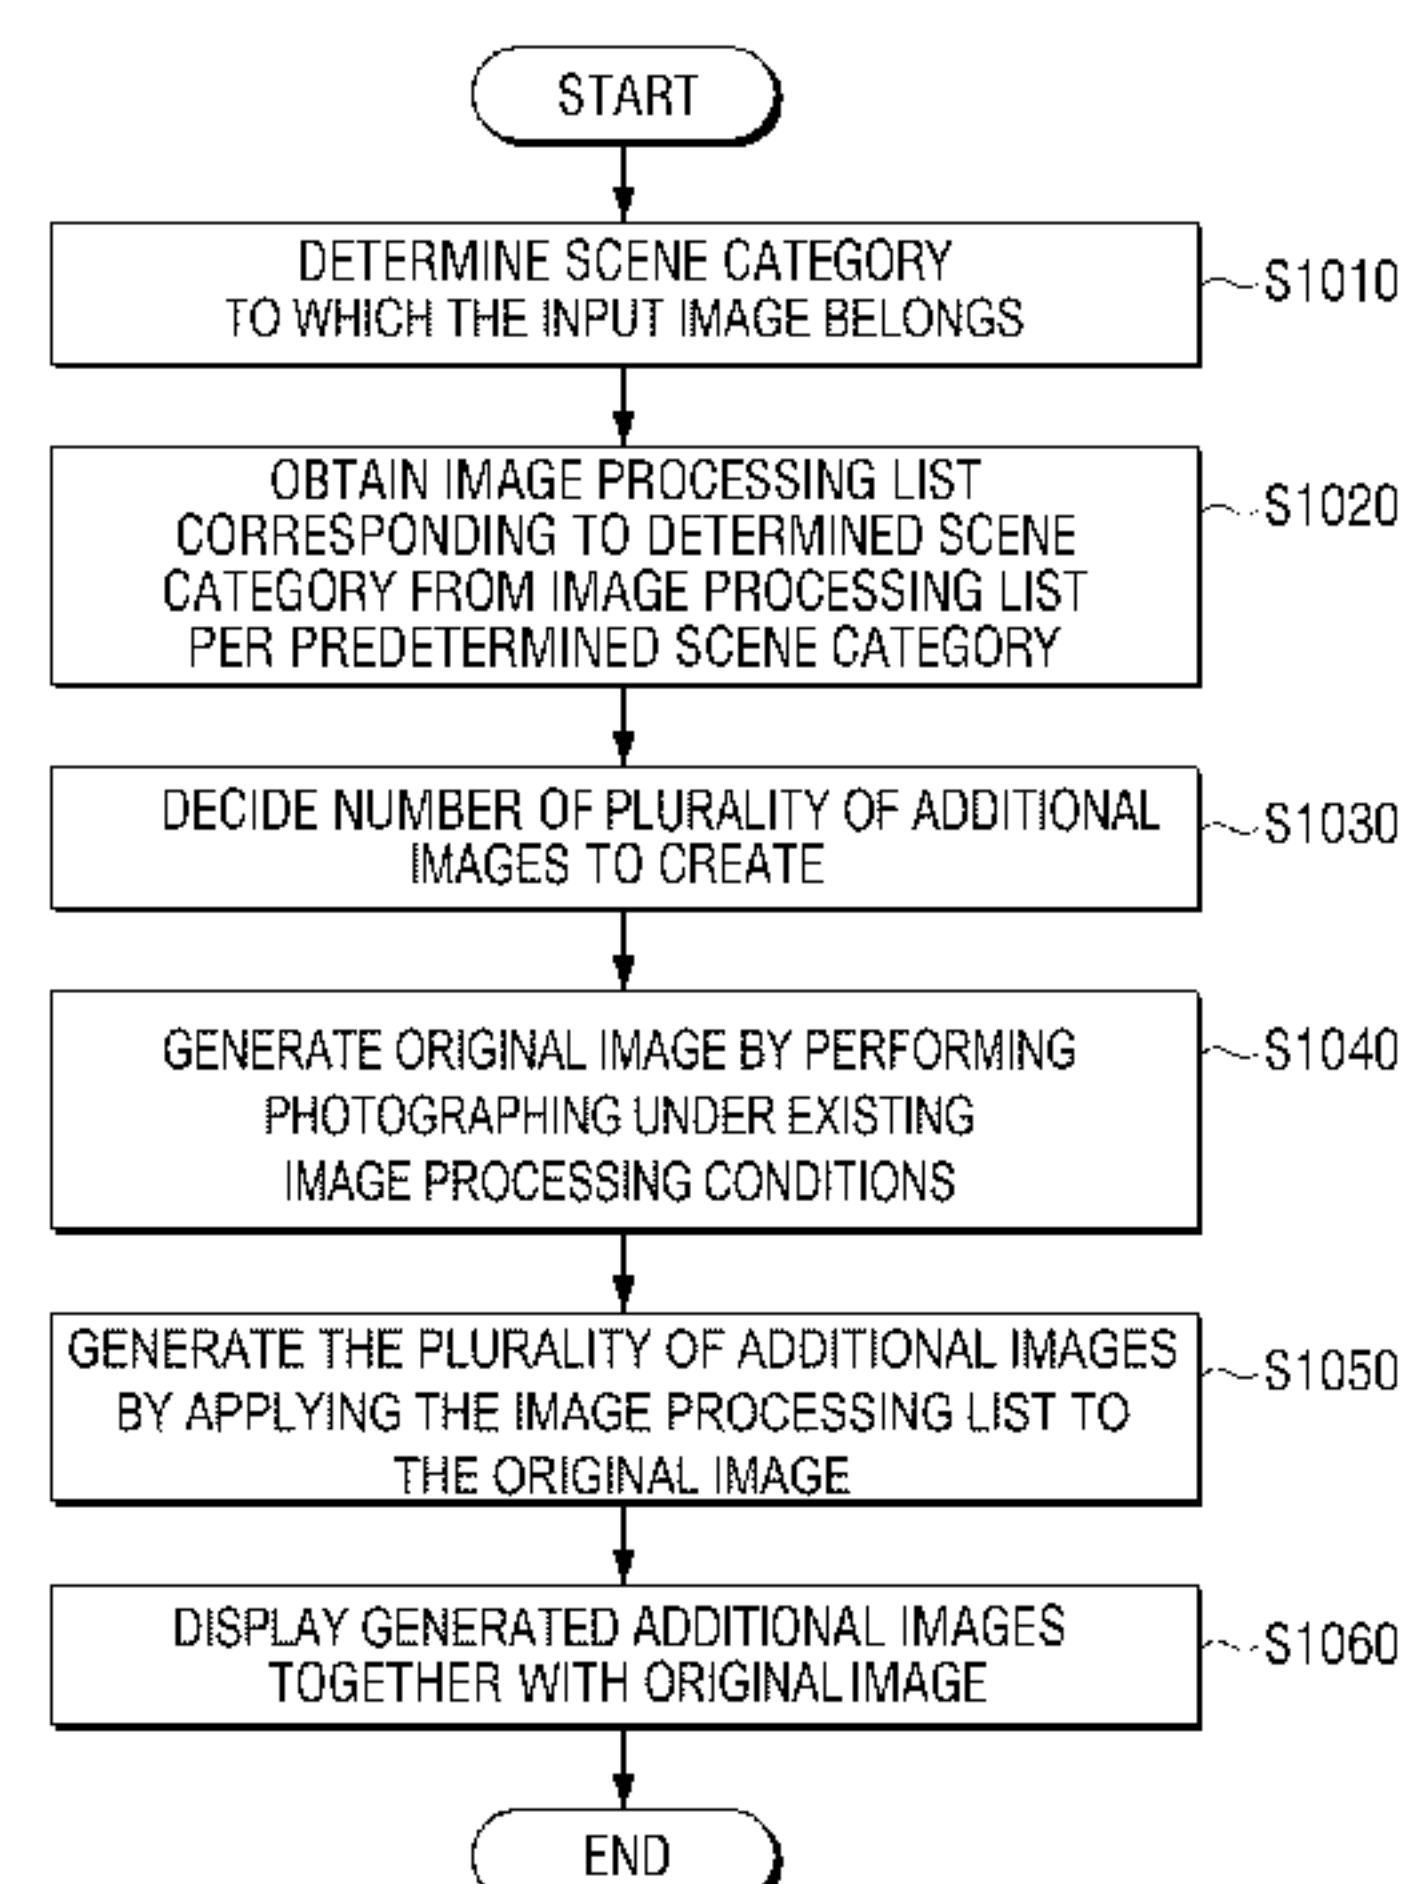 START
DETERMINE SCENE CATEGORY
TO WHICH THE INPUT IMAGE BELONGS
S1010
OBTAIN IMAGE PROCESSING LIST
CORRESPONDING TO DETERMINED SCENE
CATEGORY FROM IMAGE PROCESSING LIST
PER PREDETERMINED SCENE CATEGORY
S1020
DECIDE NUMBER OF PLURALITY OF ADDITIONAL
IMAGES TO CREATE
S1030
GENERATE ORIGINAL IMAGE BY PERFORMING
PHOTOGRAPHING UNDER EXISTING
IMAGE PROCESSING CONDITIONS
S1040
GENERATE THE PLURALITY OF ADDITIONAL IMAGES
BY APPLYING THE IMAGE PROCESSING LIST TO
THE ORIGINAL IMAGE
S1050
DISPLAY GENERATED ADDITIONAL IMAGES
TOGETHER WITH ORIGINAL IMAGE
S1060
END